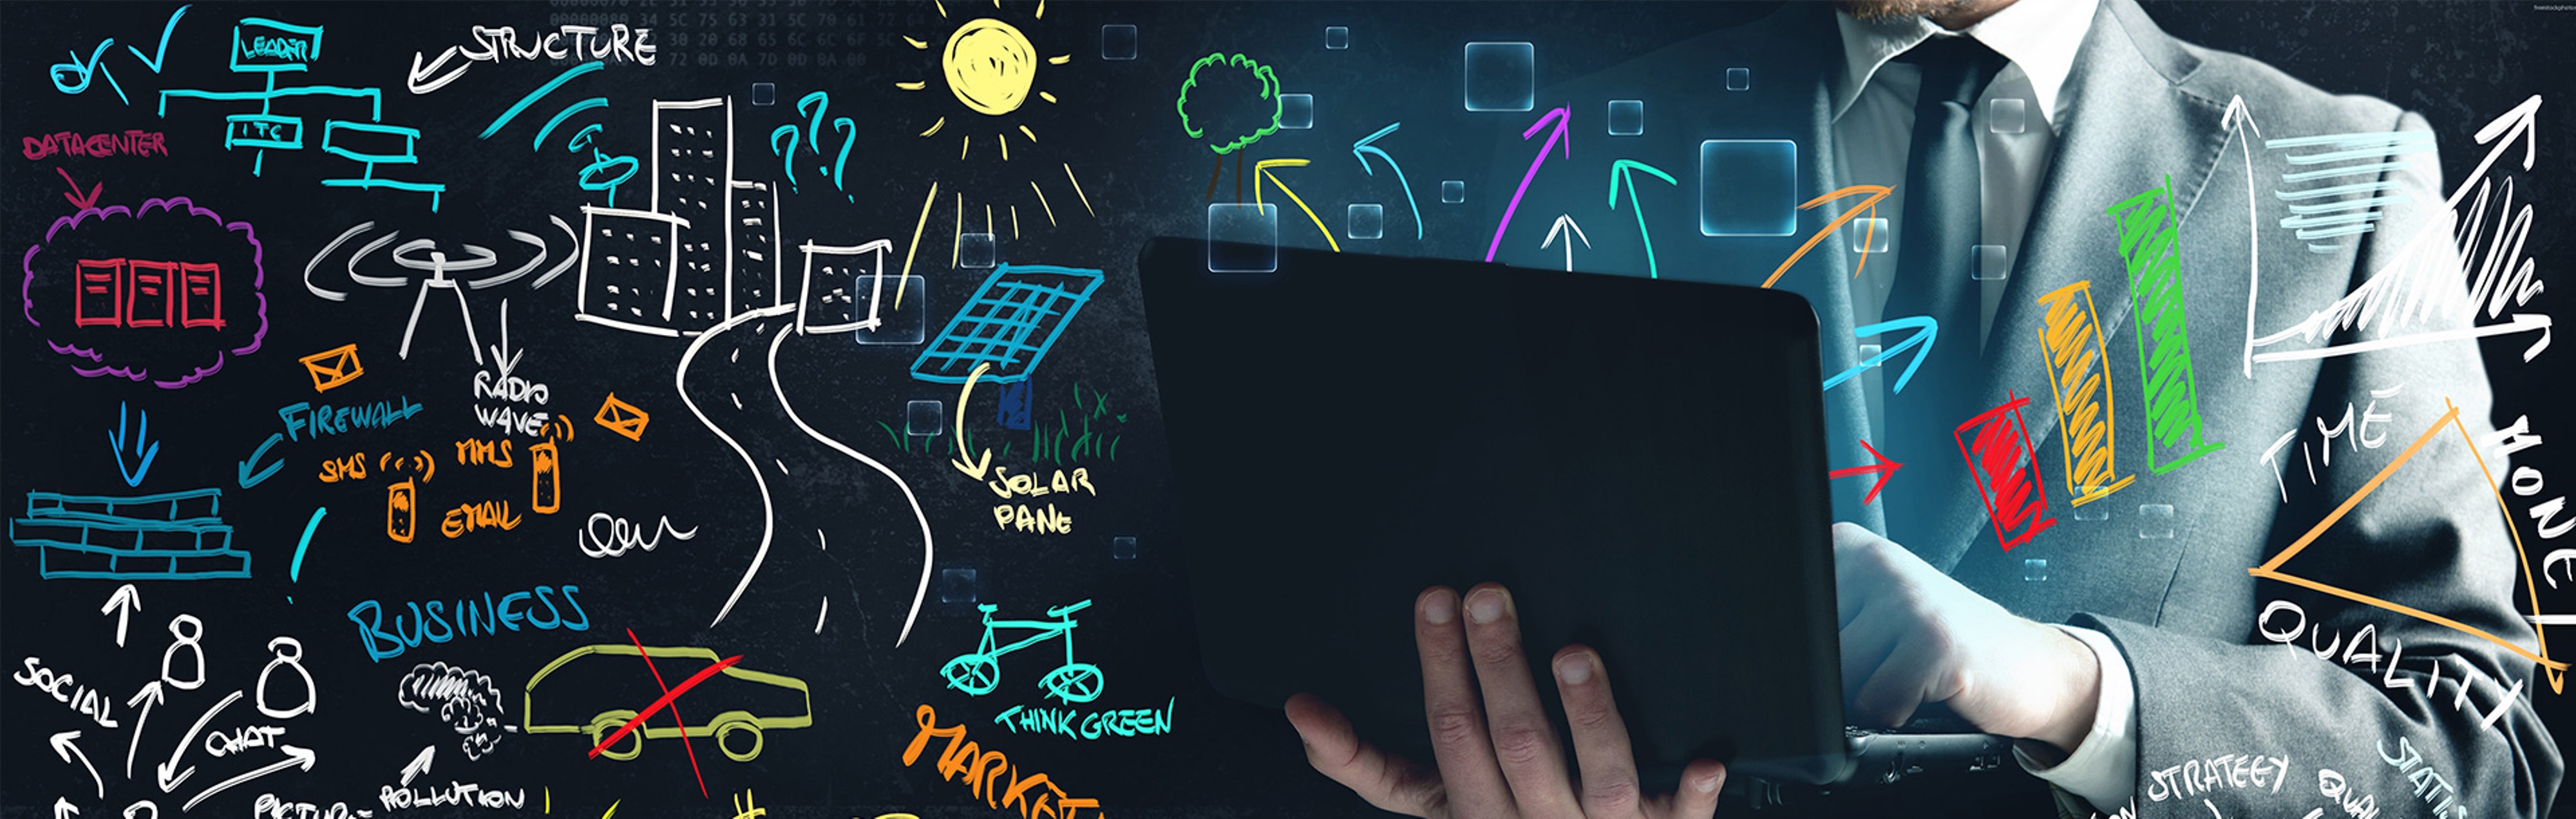 STRUCTURE
LEADER
ITC
DATACENTER
FIREWALL
RADIO
WAVE
SMS
MMS
EMAIL
SOLAR
PANE
BUSINESS
SOCIAL
CHAT
POLLUTION
THINK GREEN
MARKET
TIME
MONEY
QUALITY
STRATEGY